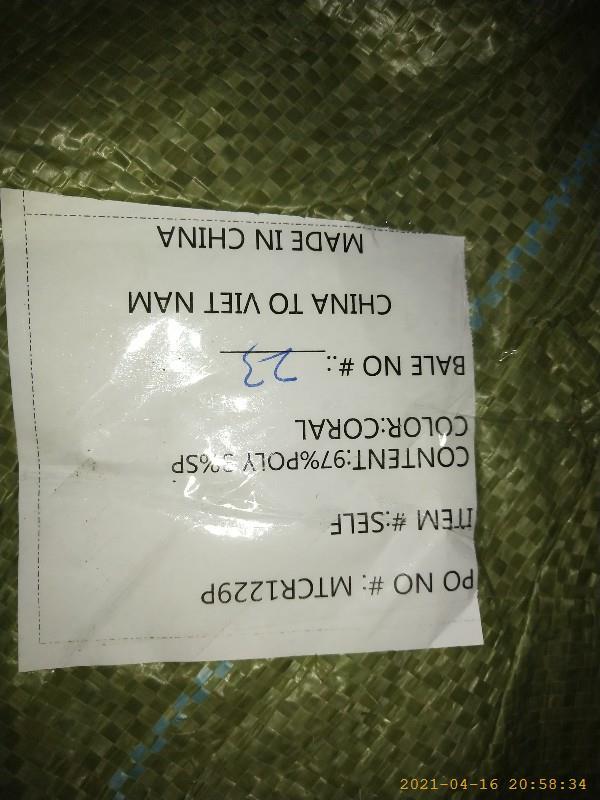 PO NO #: MTCR1229P
ITEM #:SELF
CONTENT:97%POLY 3%SP
COLOR:CORAL
BALE NO #.: 23
CHINA TO VIET NAM
MADE IN CHINA
2021-04-16 20:58:34